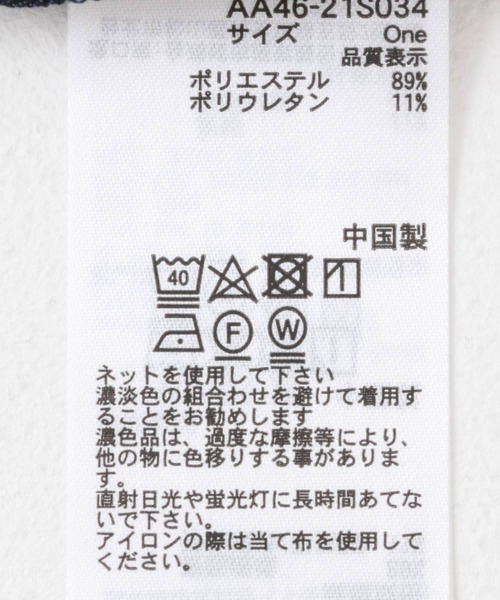 AA46-21S034
サイズ One
品質表示
ポリエステル 89%
ポリウレタン 11%
中国製
40
F W
ネットを使用して下さい
濃淡色の組合わせを避けて着用す
ることをお勧めします
濃色品は、過度な摩擦等により、
他の物に色移りする事がありま
す。
直射日光や蛍光灯に長時間あてな
いで下さい。
アイロンの際は当て布を使用して
ください。